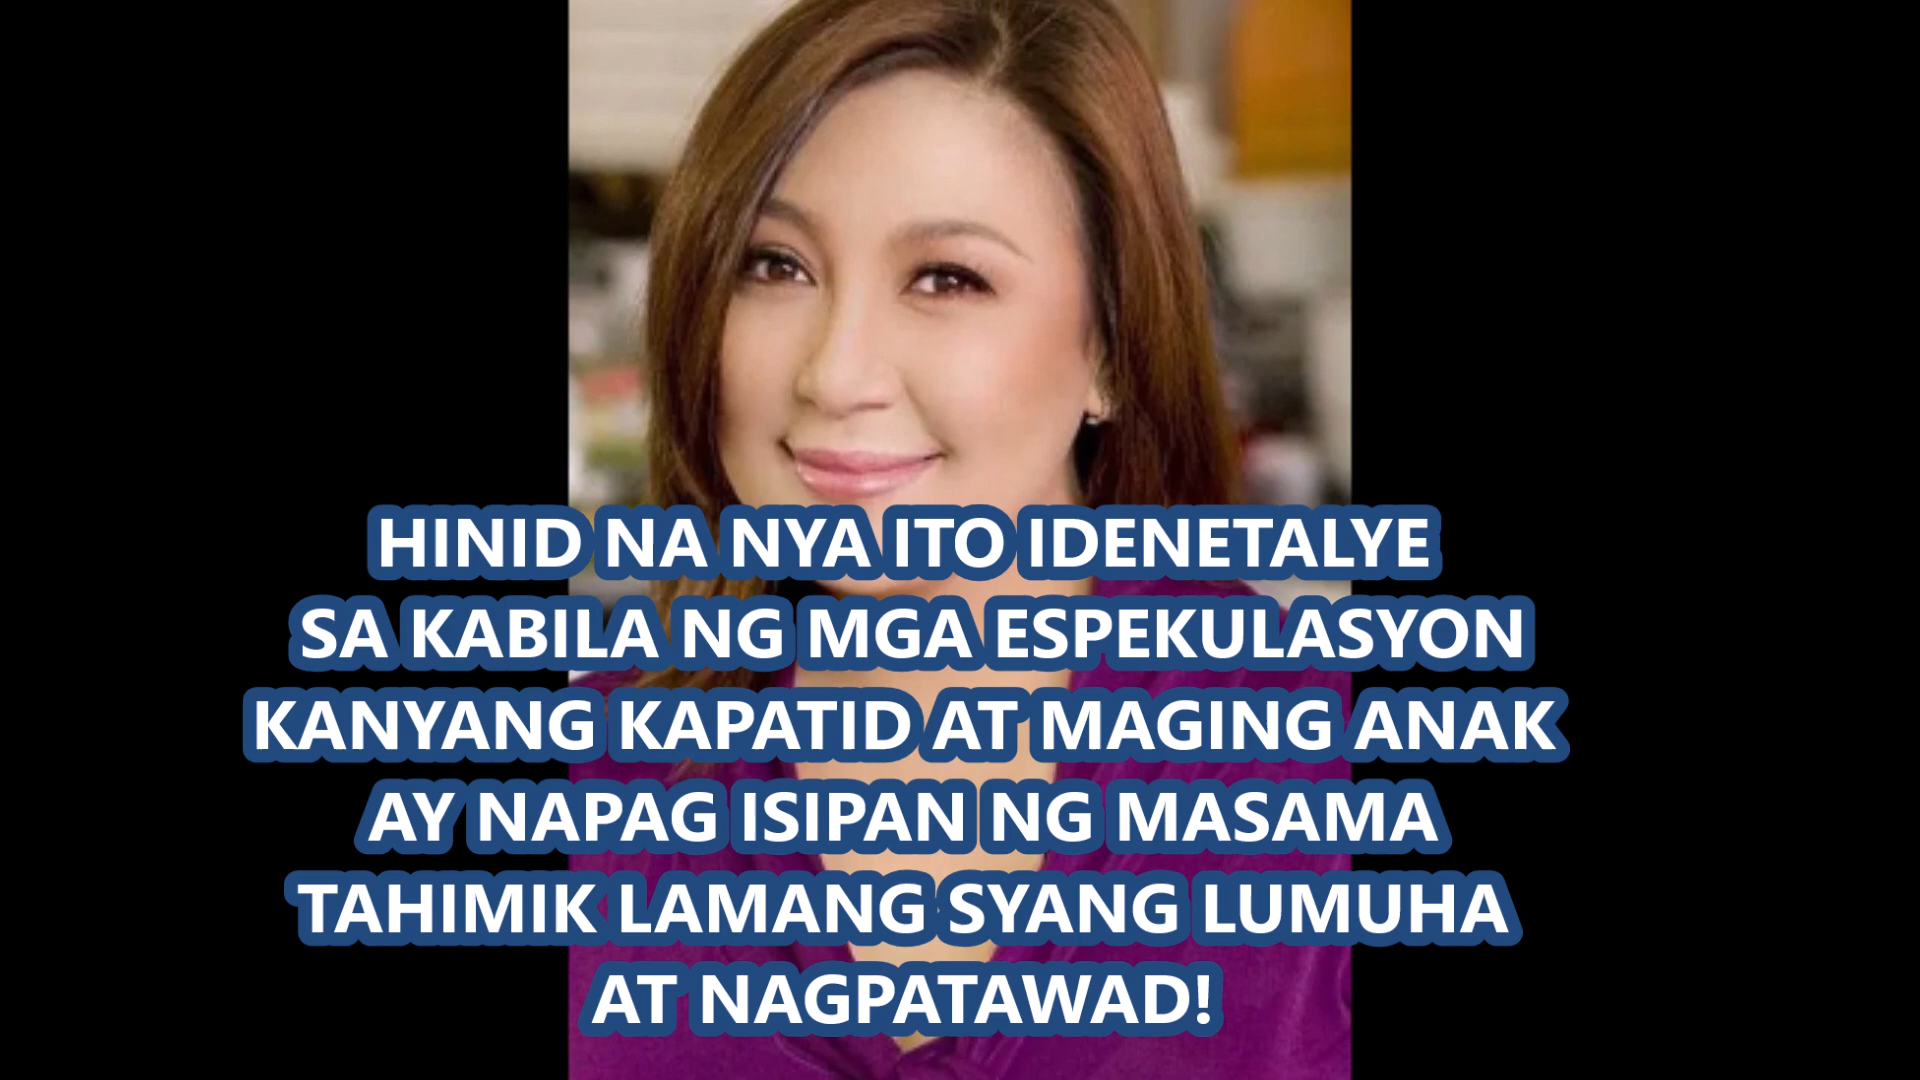 HINID NA NYA ITO IDENETALYE
SA KABILA NG MGA ESPEKULASYON
KANYANG KAPATID AT MAGING ANAK
AY NAPAG ISIPAN NG MASAMA
TAHIMIK LAMANG SYANG LUMUHA
AT NAGPATAWAD!